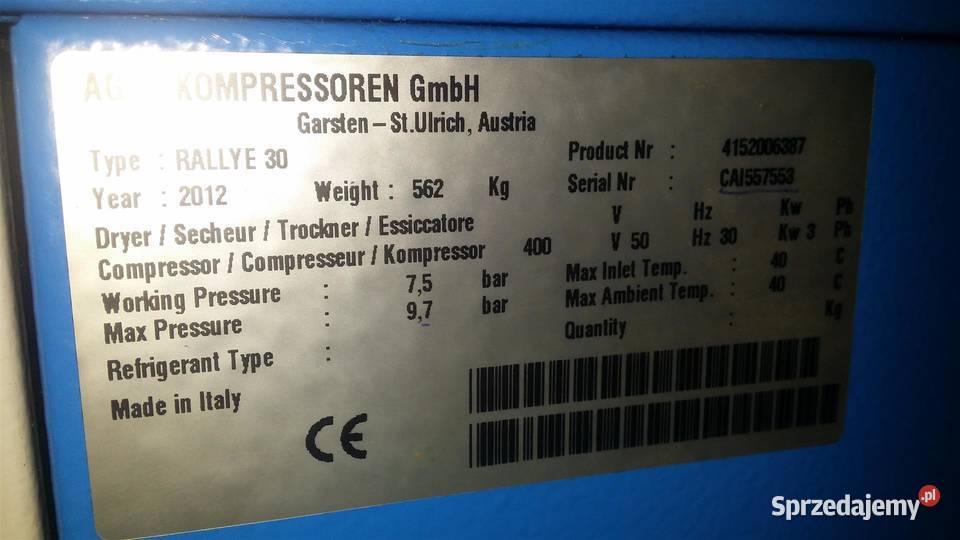 KOMPRESSOREN GmbH
Garsten – St.Ulrich, Austria
Type : RALLYE 30
Product Nr : 4152006387
Year : 2012 Weight : 562 Kg
Serial Nr : CAI557553
Dryer / Secheur / Trockner / Essiccatore V Hz Kw Ph
Compressor / Compresseur / Kompressor 400 V 50 Hz 30 Kw 3 Ph
Working Pressure : 7,5 bar
Max Inlet Temp. : 40 C
Max Pressure : 9,7 bar
Max Ambient Temp. : 40 C
Refrigerant Type :
Quantity : Kg
Made in Italy
CE
Sprzedajemy.pl